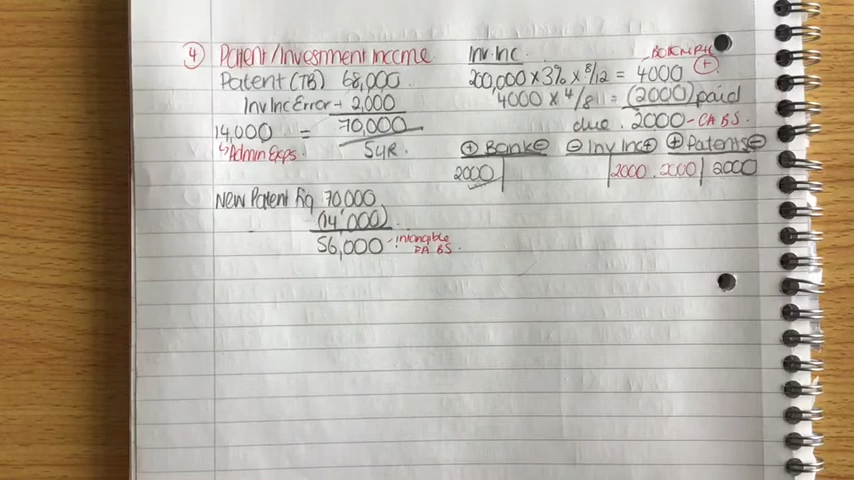 ④ Patent/Investment Income
Patent (TB) 68,000
Inv Inc Error + 2,000
14,000 = 70,000
↳ Admin Exps. 5YR.
New Patent Fig 70,000
(14,000)
56,000 - intangible
FA BS.
Inv. Inc
200,000 x 3% x 8/12 = 4000 +
4000 x 4/8 = (2000) paid
due. 2000 - CA BS.
+ Bank - - Inv Inc + + Patents -
2000 2000 . 2000 2000